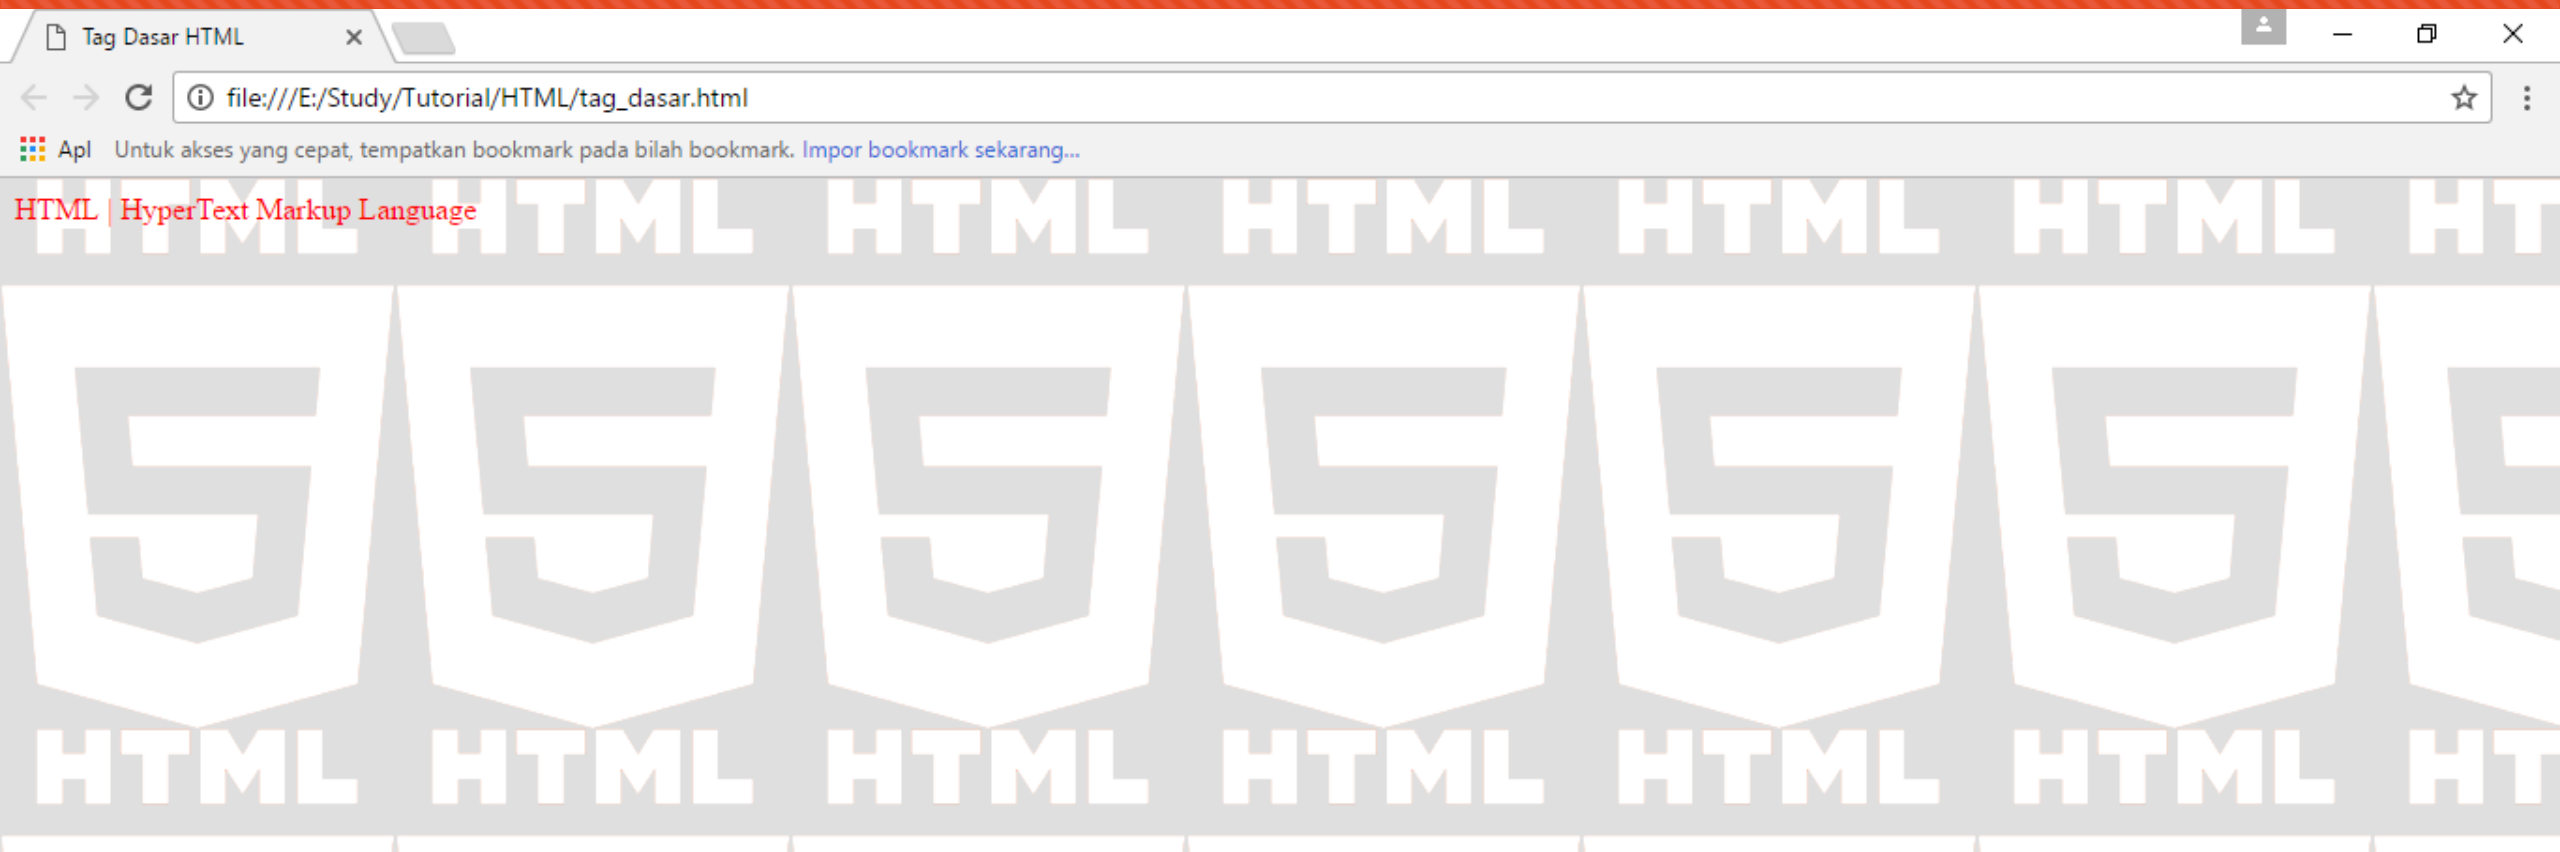 Tag Dasar HTML
file:///E:/Study/Tutorial/HTML/tag_dasar.html
Apl Untuk akses yang cepat, tempatkan bookmark pada bilah bookmark. Impor bookmark sekarang...
HTML HTML HTML HTML HTML HTML HT
HTML | HyperText Markup Language
5 5 5 5 5 5 5
HTML HTML HTML HTML HTML HTML HT